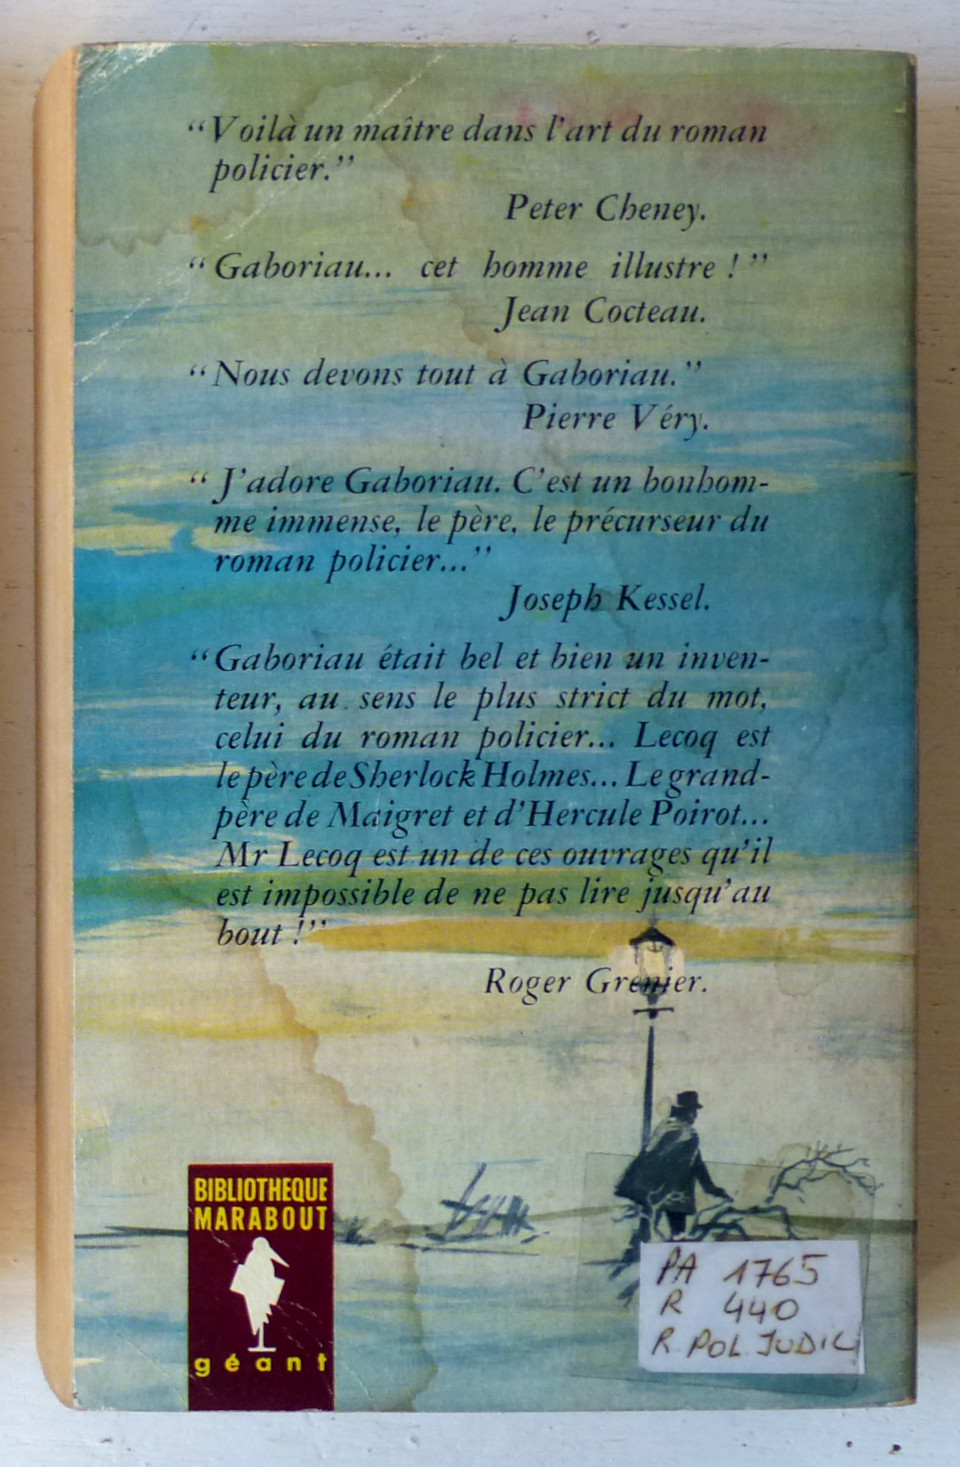 “Voilà un maître dans l’art du roman
policier.”
Peter Cheney.
“Gaboriau... cet homme illustre !”
Jean Cocteau.
“Nous devons tout à Gaboriau.”
Pierre Véry.
“J’adore Gaboriau. C’est un bonhom-
me immense, le père, le précurseur du
roman policier...”
Joseph Kessel.
“Gaboriau était bel et bien un inven-
teur, au sens le plus strict du mot,
celui du roman policier... Lecoq est
le père de Sherlock Holmes... Le grand-
père de Maigret et d’Hercule Poirot...
Mr Lecoq est un de ces ouvrages qu’il
est impossible de ne pas lire jusqu’au
bout !”
Roger Grenier.
BIBLIOTHEQUE
MARABOUT
géant
PA 1765
R 440
R. POL. JUDIC